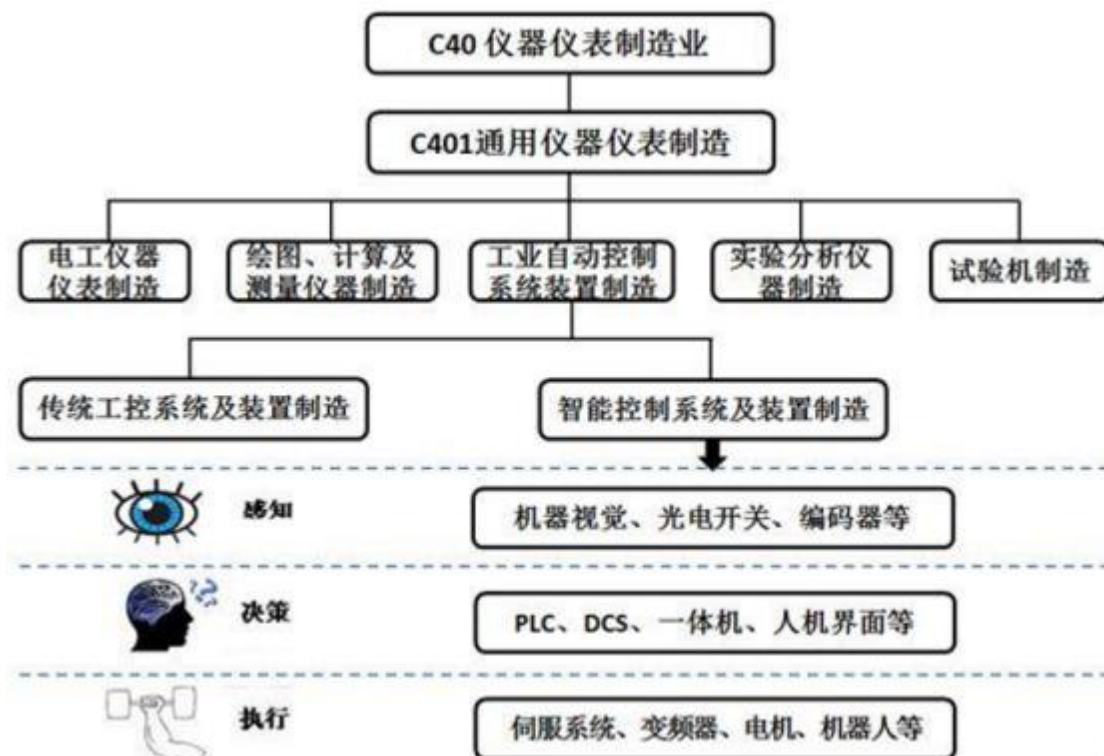 C40 仪器仪表制造业
C401通用仪器仪表制造
电工仪器
仪表制造
绘图、计算及
测量仪器制造
工业自动控制
系统装置制造
实验分析仪
器制造
试验机制造
传统工控系统及装置制造
智能控制系统及装置制造
感知
机器视觉、光电开关、编码器等
决策
PLC、DCS、一体机、人机界面等
执行
伺服系统、变频器、电机、机器人等